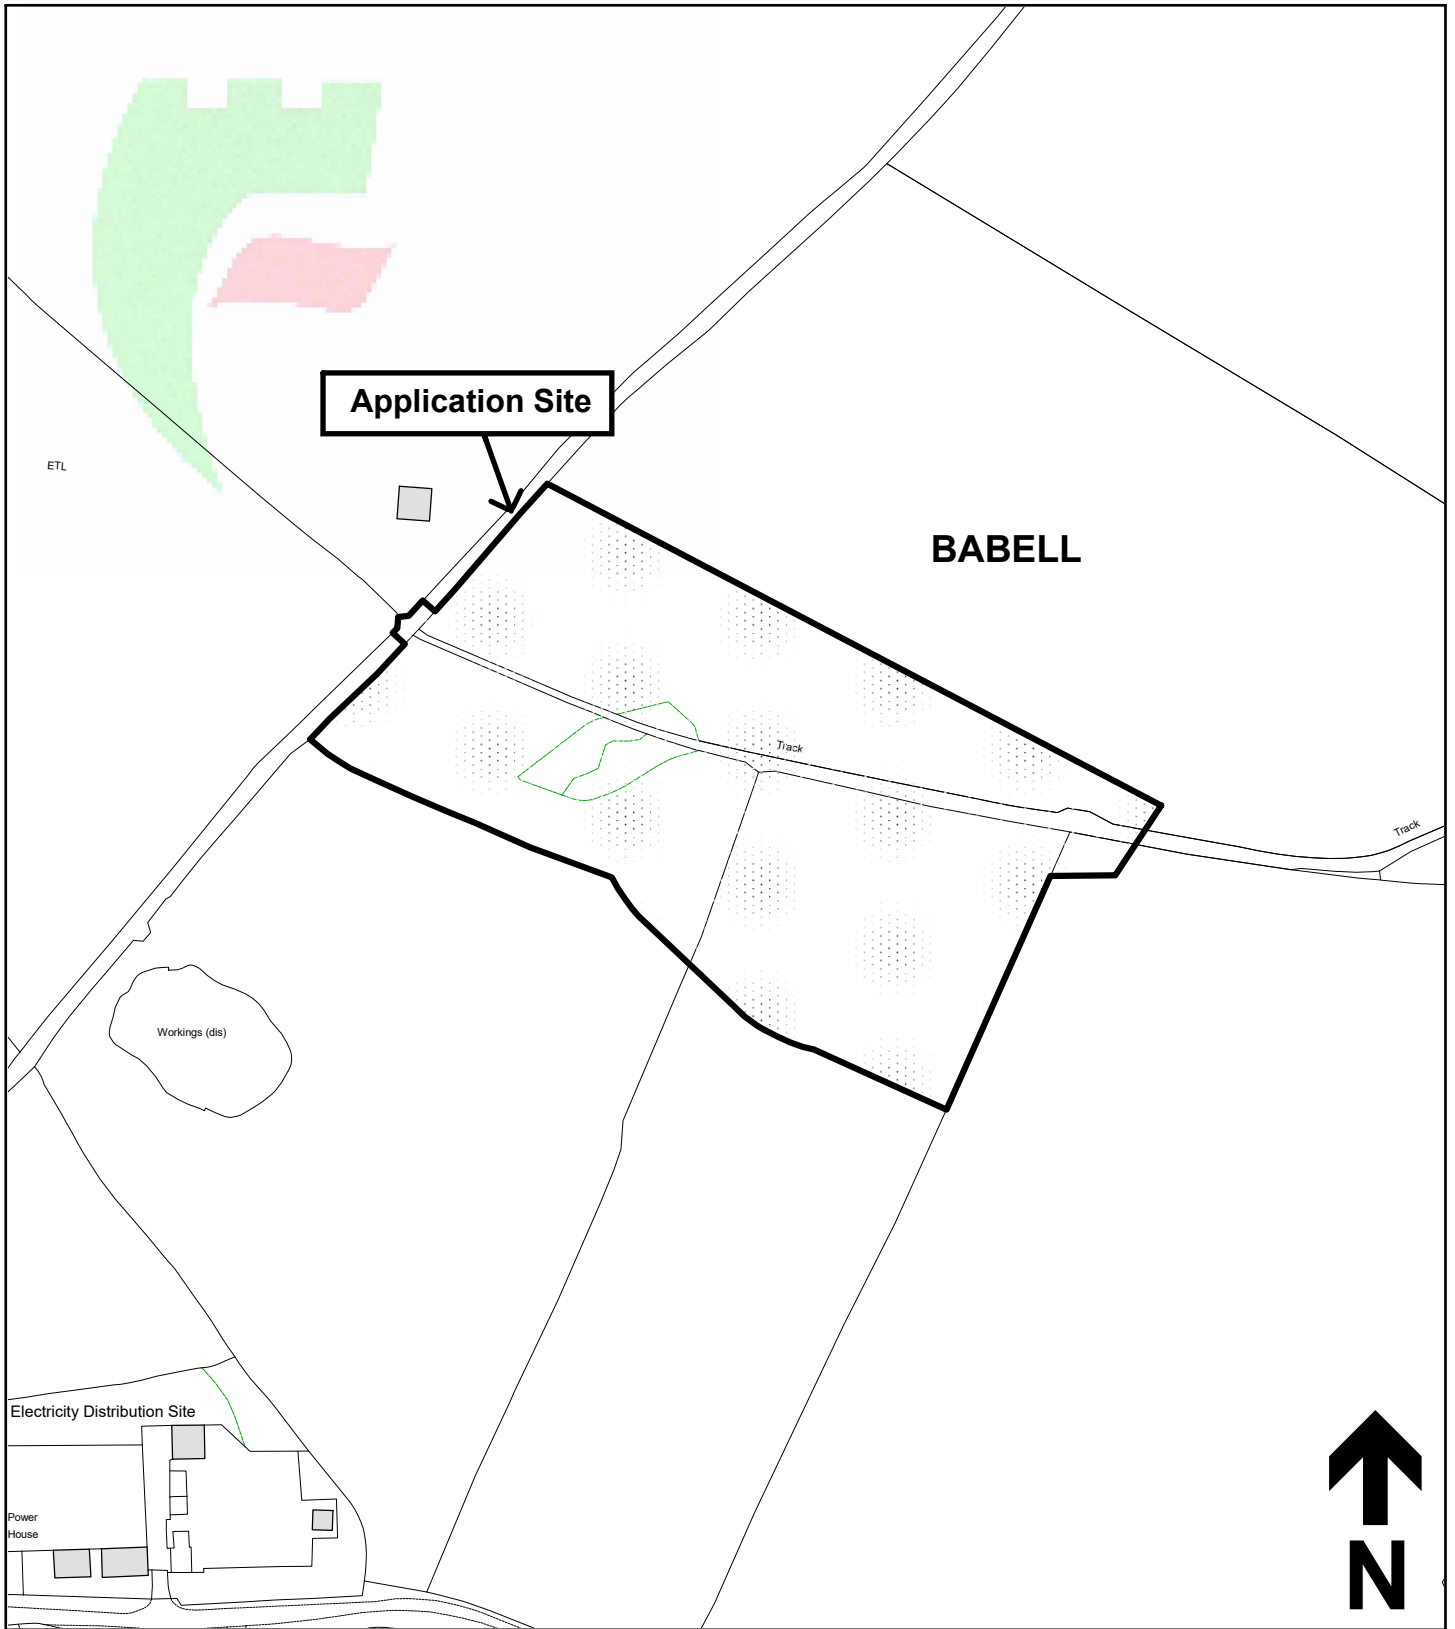 Application Site
ETL
BABELL
Track
Track
Workings (dis)
Electricity Distribution Site
Power
House
N